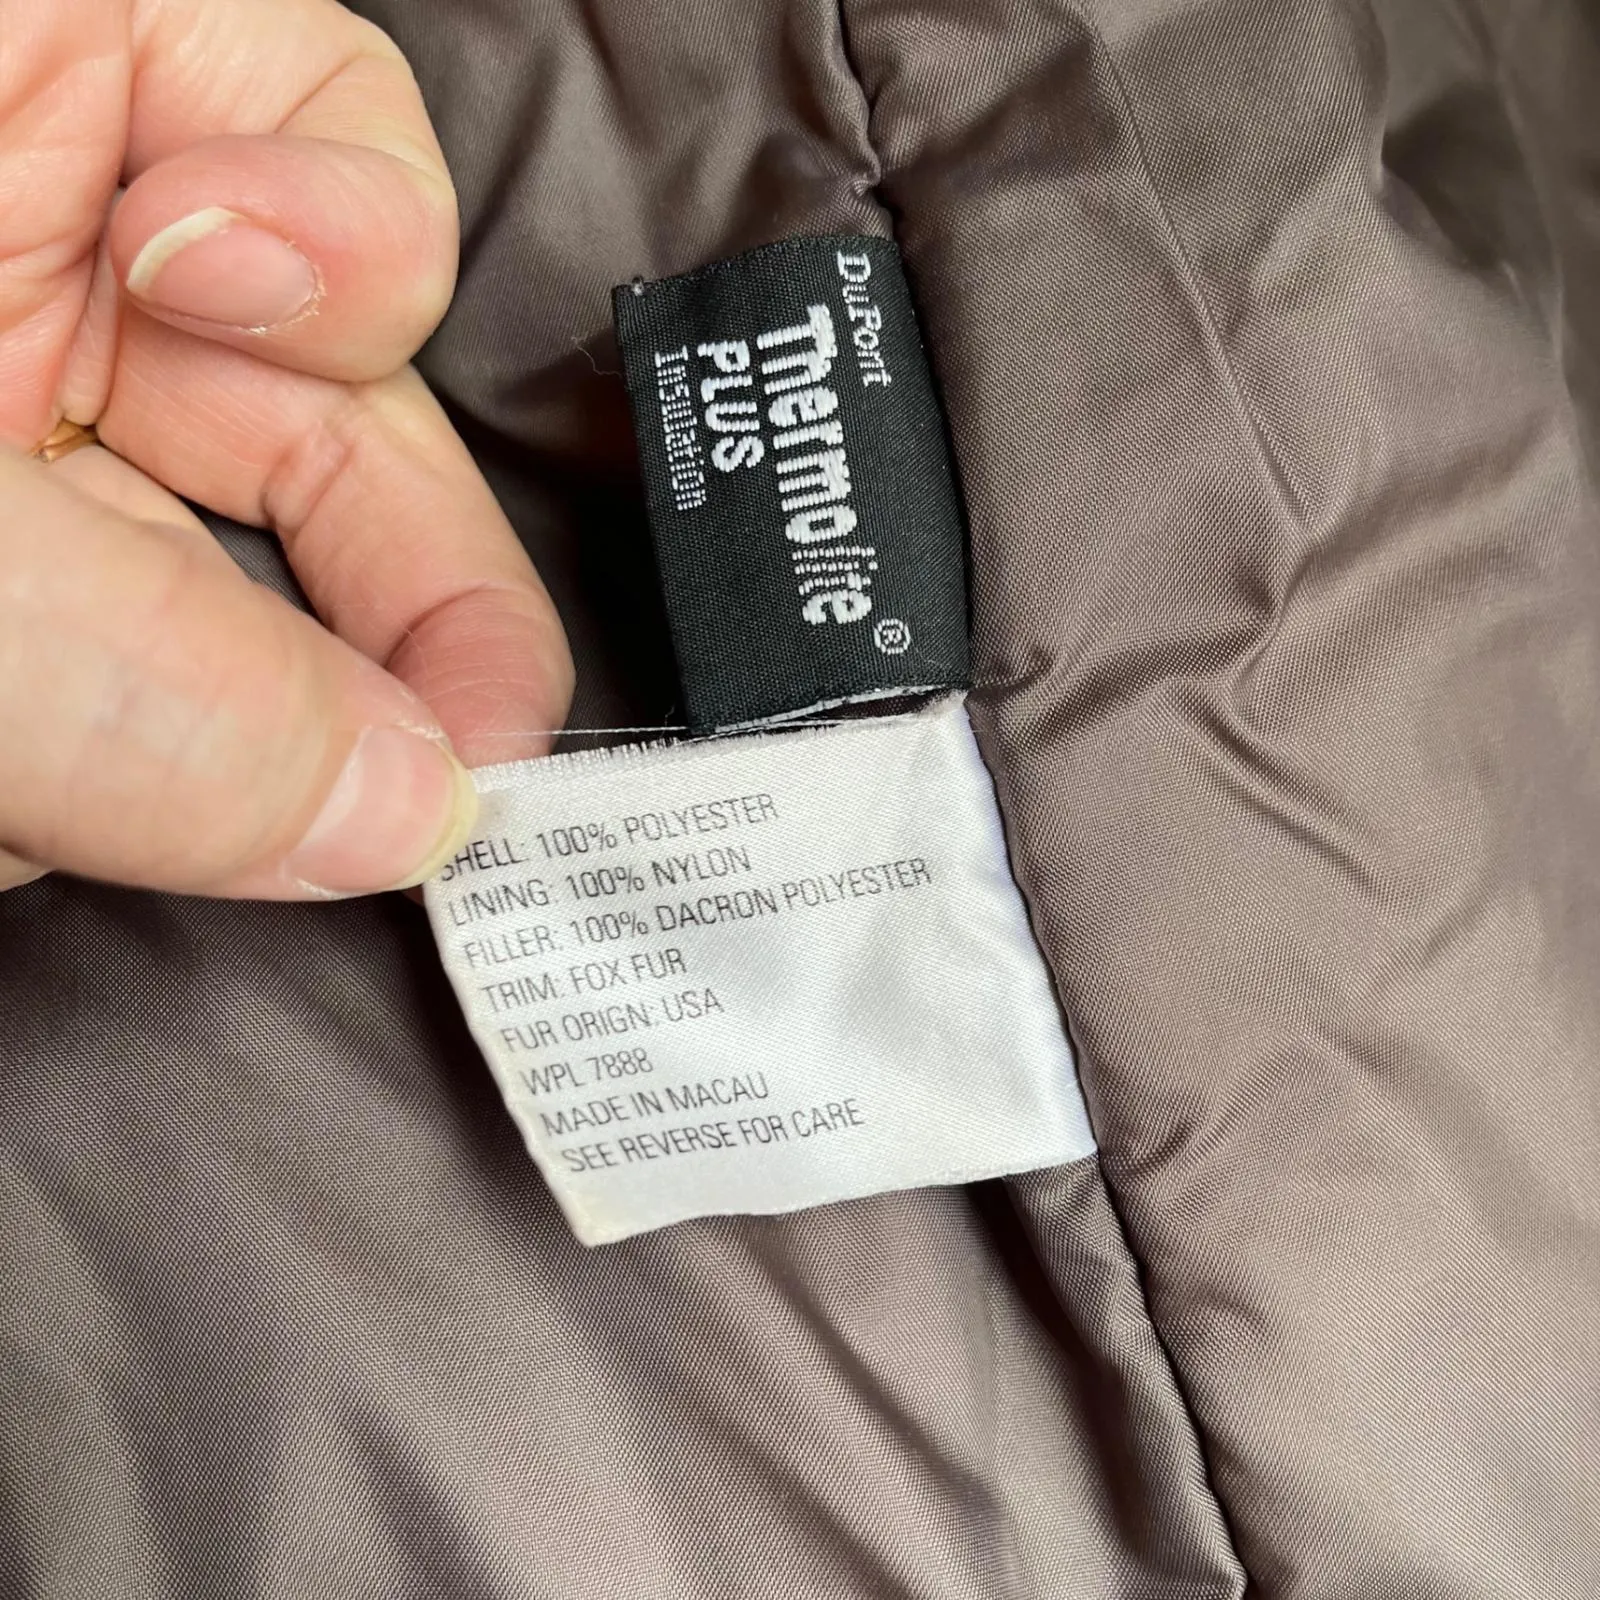 DuPont
Thermolite®
PLUS
Insulation
SHELL: 100% POLYESTER
LINING: 100% NYLON
FILLER: 100% DACRON POLYESTER
TRIM: FOX FUR
FUR ORIGN: USA
WPL 7888
MADE IN MACAU
SEE REVERSE FOR CARE